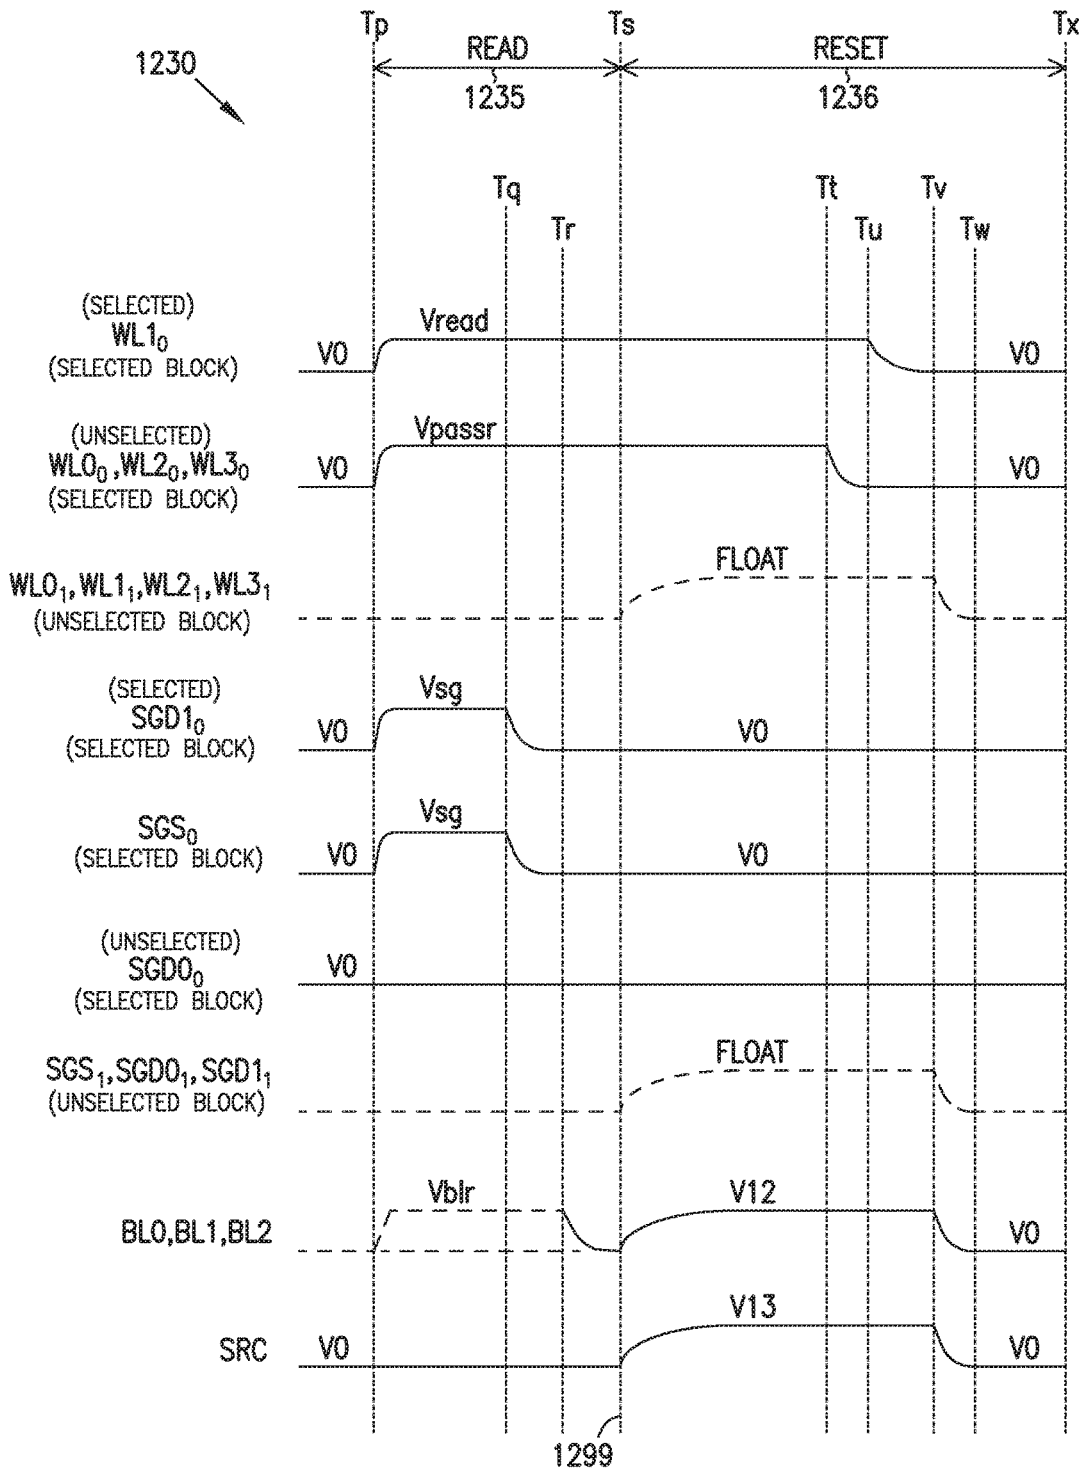 Tp Ts Tx
READ RESET
1230
1235 1236
Tq Tt Tv
Tr Tu Tw
(SELECTED)
WL1₀
(SELECTED BLOCK)
V0 Vread V0
(UNSELECTED)
WL0₀,WL2₀,WL3₀
(SELECTED BLOCK)
V0 Vpassr V0
WL0₁,WL1₁,WL2₁,WL3₁
(UNSELECTED BLOCK)
FLOAT
(SELECTED)
SGD1₀
(SELECTED BLOCK)
V0 Vsg V0
SGS₀
(SELECTED BLOCK)
V0 Vsg V0
(UNSELECTED)
SGD0₀
(SELECTED BLOCK)
V0
SGS₁,SGD0₁,SGD1₁
(UNSELECTED BLOCK)
FLOAT
BL0,BL1,BL2
Vblr V12 V0
SRC
V0 V13 V0
1299